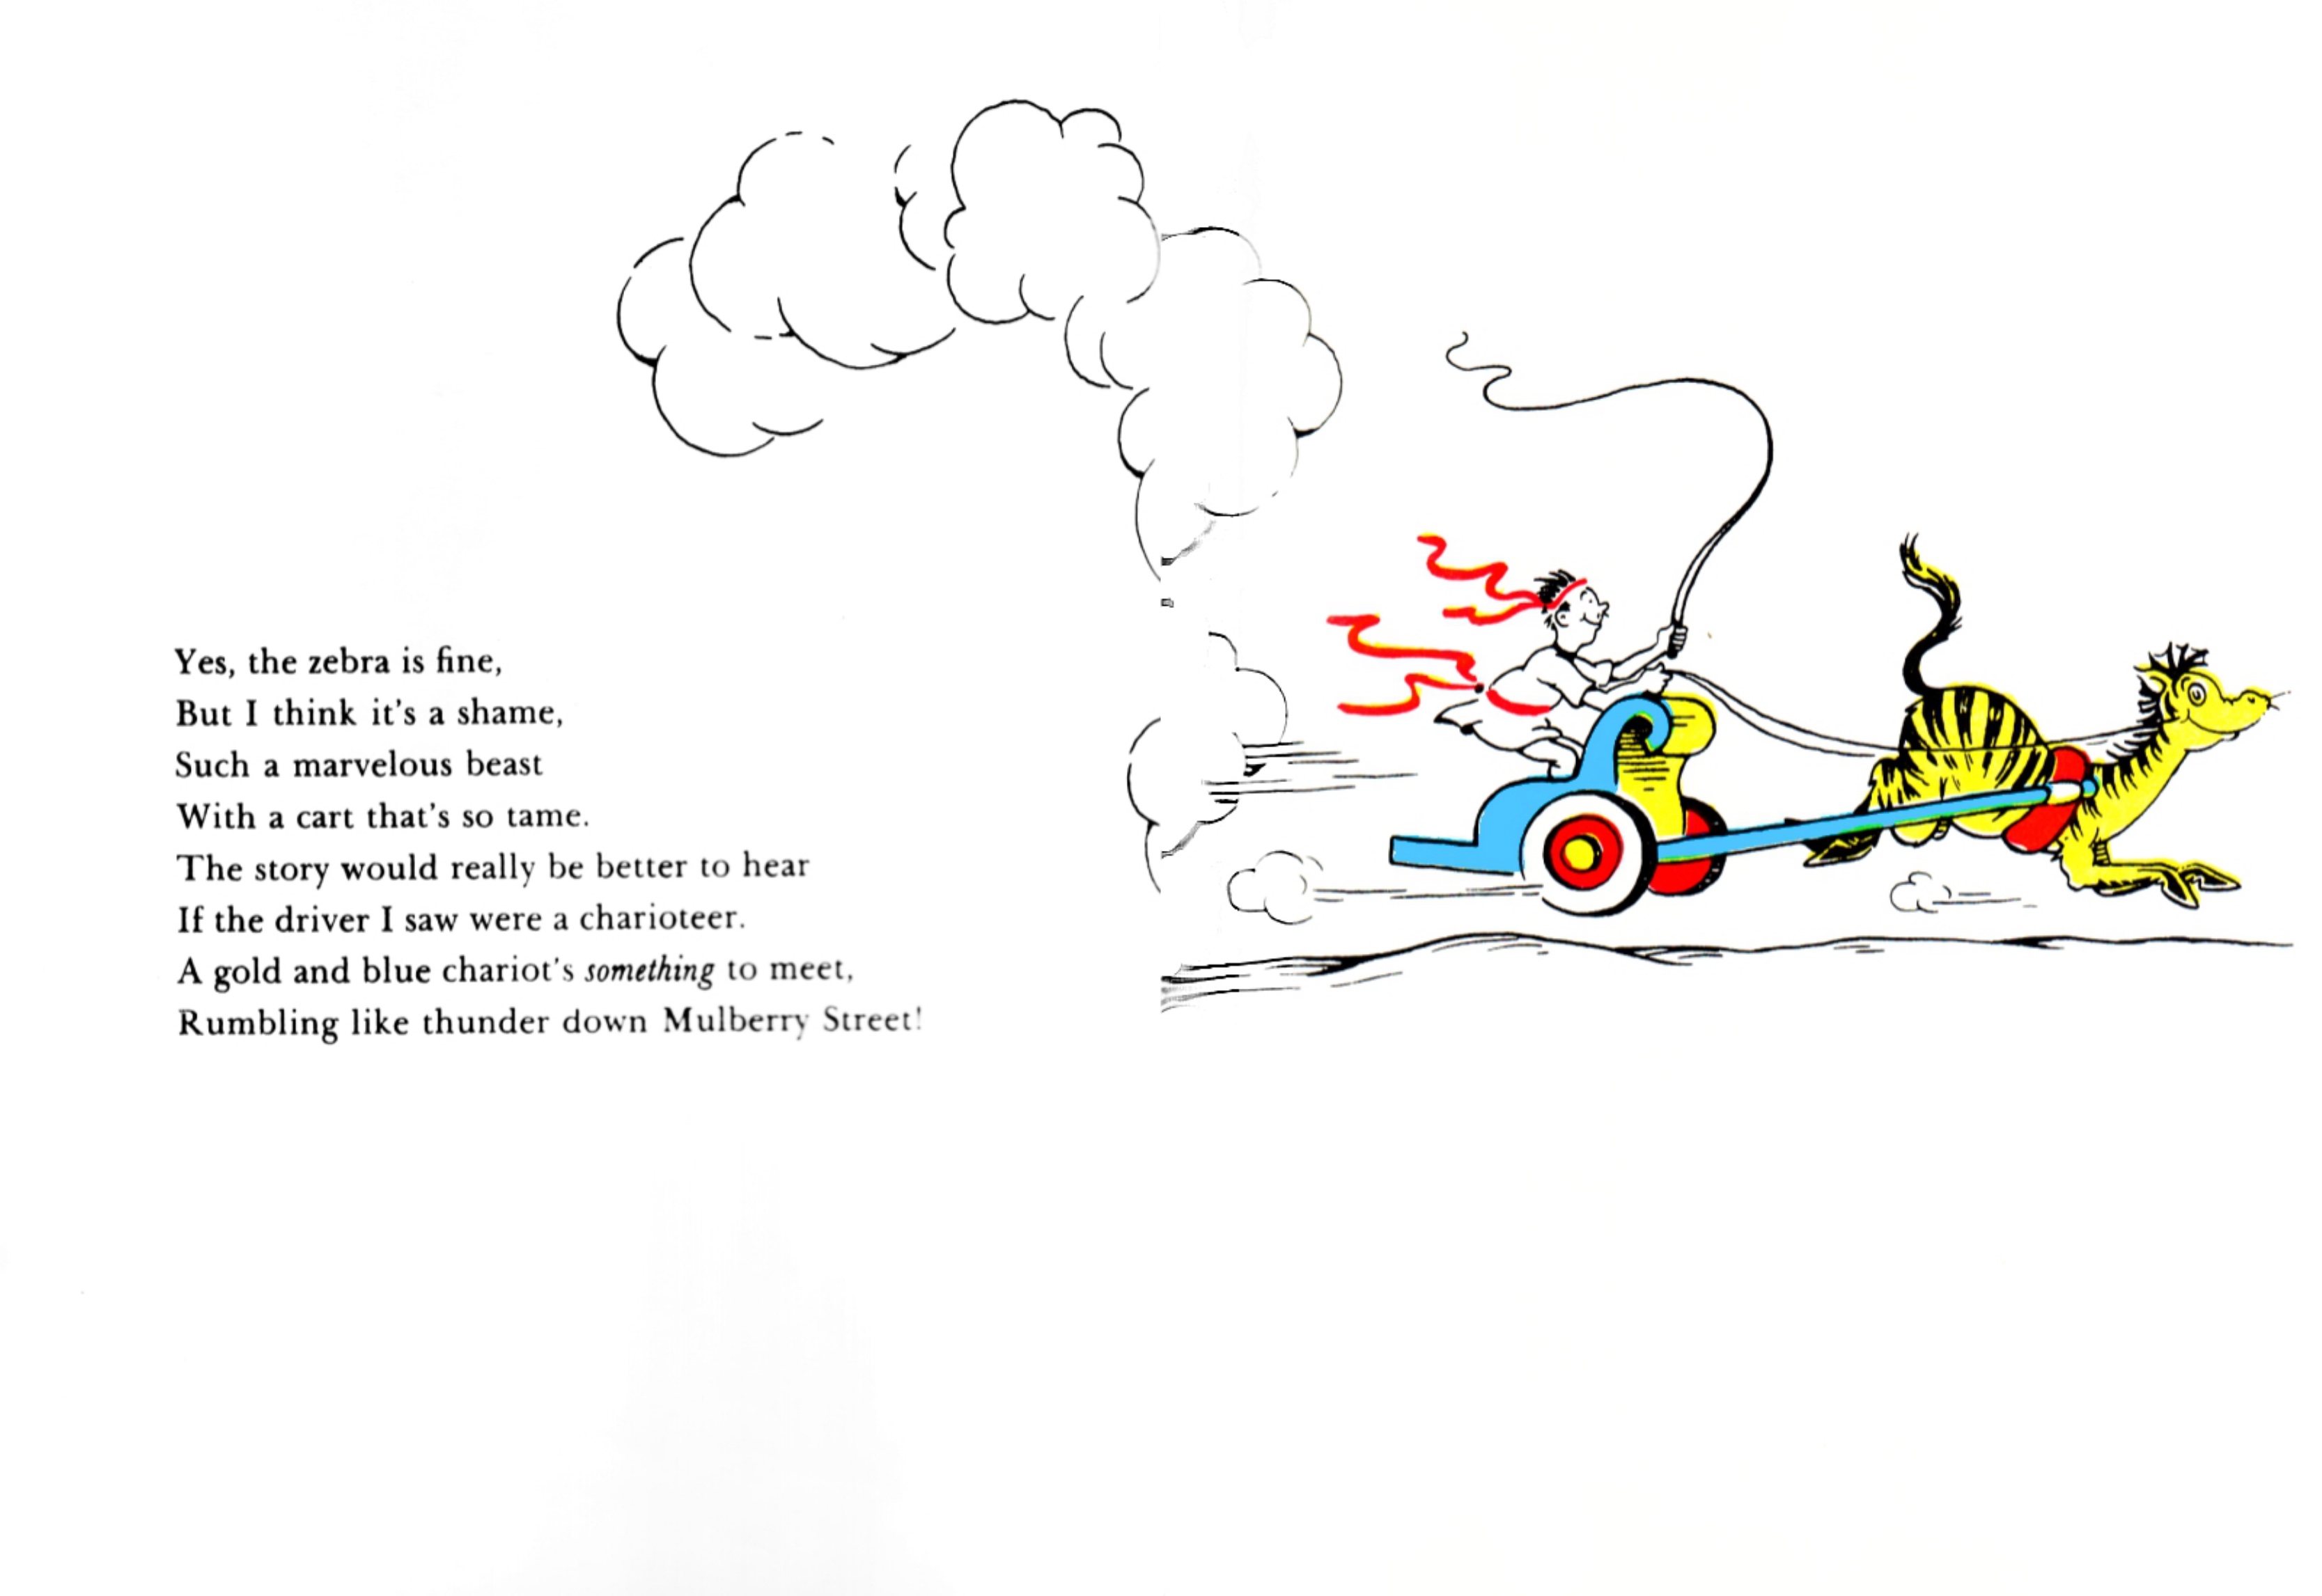 Yes, the zebra is fine,
But I think it's a shame,
Such a marvelous beast
With a cart that's so tame.
The story would really be better to hear
If the driver I saw were a charioteer.
A gold and blue chariot's something to meet,
Rumbling like thunder down Mulberry Street!